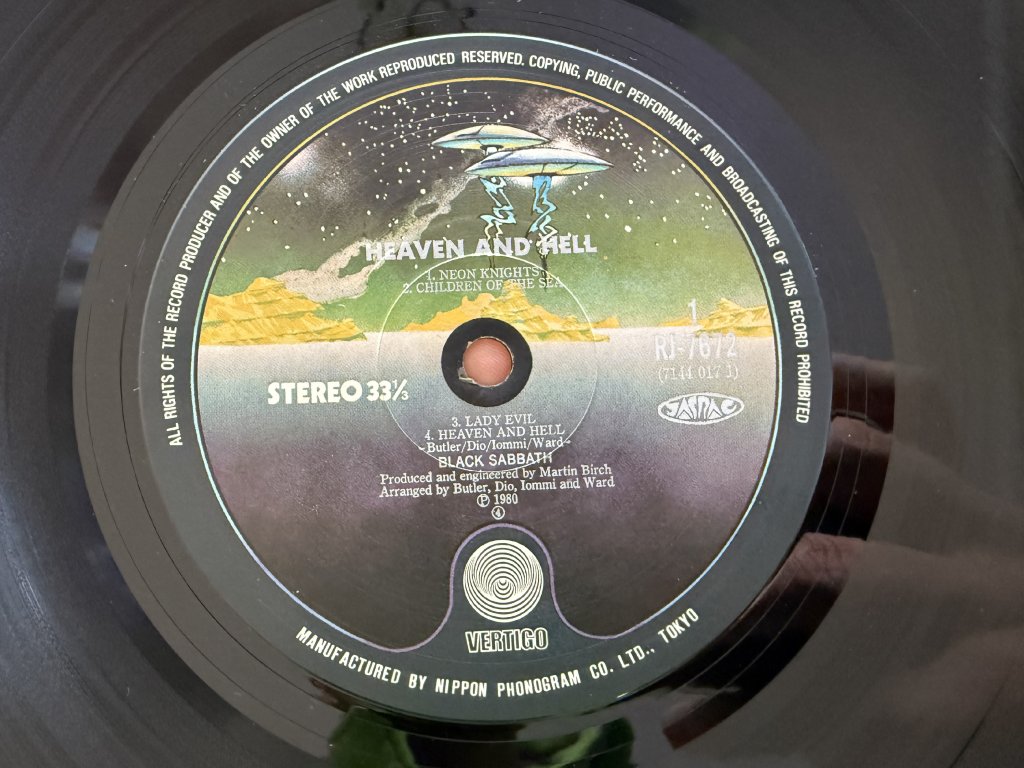 ALL RIGHTS OF THE RECORD PRODUCER AND OF THE OWNER OF THE WORK REPRODUCED RESERVED. COPYING, PUBLIC PERFORMANCE AND BROADCASTING OF THIS RECORD PROHIBITED
HEAVEN AND HELL
1. NEON KNIGHTS
2. CHILDREN OF THE SEA
1
RJ-7672
(7144 017 1)
STEREO 33⅓
JASRAC
3. LADY EVIL
4. HEAVEN AND HELL
~Butler/Dio/Iommi/Ward~
BLACK SABBATH
Produced and engineered by Martin Birch
Arranged by Butler, Dio, Iommi and Ward
Ⓟ 1980
④
VERTIGO
MANUFACTURED BY NIPPON PHONOGRAM CO. LTD., TOKYO